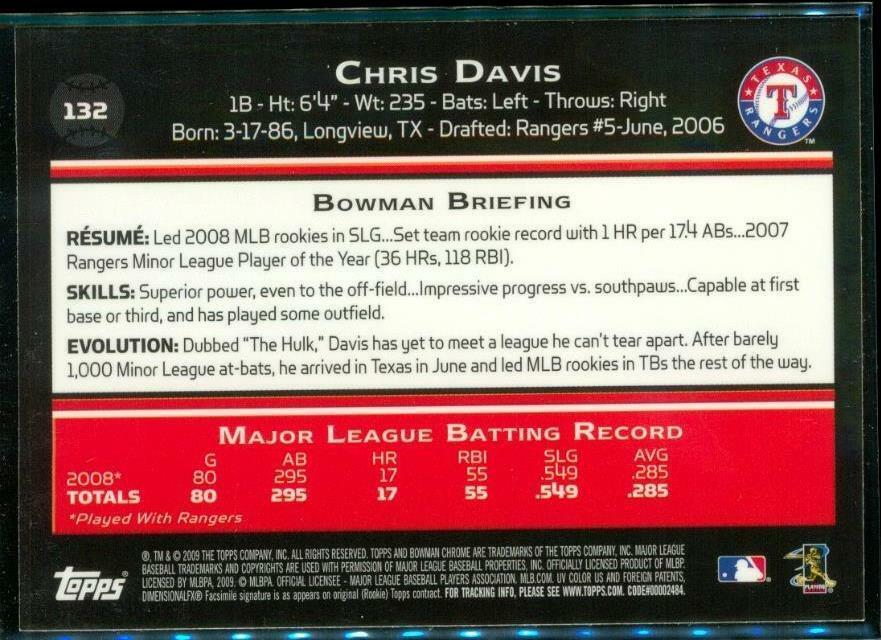 132
CHRIS DAVIS
1B - Ht: 6'4" - Wt: 235 - Bats: Left - Throws: Right
Born: 3-17-86, Longview, TX - Drafted: Rangers #5-June, 2006
TEXAS
T
RANGERS
TM
BOWMAN BRIEFING
RÉSUMÉ: Led 2008 MLB rookies in SLG...Set team rookie record with 1 HR per 17.4 ABs...2007
Rangers Minor League Player of the Year (36 HRs, 118 RBI).
SKILLS: Superior power, even to the off-field...Impressive progress vs. southpaws...Capable at first
base or third, and has played some outfield.
EVOLUTION: Dubbed "The Hulk," Davis has yet to meet a league he can't tear apart. After barely
1,000 Minor League at-bats, he arrived in Texas in June and led MLB rookies in TBs the rest of the way.
MAJOR LEAGUE BATTING RECORD
G AB HR RBI SLG AVG
2008* 80 295 17 55 .549 .285
TOTALS 80 295 17 55 .549 .285
*Played With Rangers
®, TM & © 2009 THE TOPPS COMPANY, INC. ALL RIGHTS RESERVED. TOPPS AND BOWMAN CHROME ARE TRADEMARKS OF THE TOPPS COMPANY, INC. MAJOR LEAGUE
BASEBALL TRADEMARKS AND COPYRIGHTS ARE USED WITH PERMISSION OF MAJOR LEAGUE BASEBALL PROPERTIES, INC. OFFICIALLY LICENSED PRODUCT OF MLBP.
LICENSED BY MLBPA, 2009. © MLBPA. OFFICIAL LICENSEE - MAJOR LEAGUE BASEBALL PLAYERS ASSOCIATION. MLB.COM. UV COLOR US AND FOREIGN PATENTS,
DIMENSIONALFX® Facsimile signature is as appears on original (Rookie) Topps contract. FOR TRACKING INFO, PLEASE SEE WWW.TOPPS.COM. CODE#00002484.
Topps®
PLAYERS